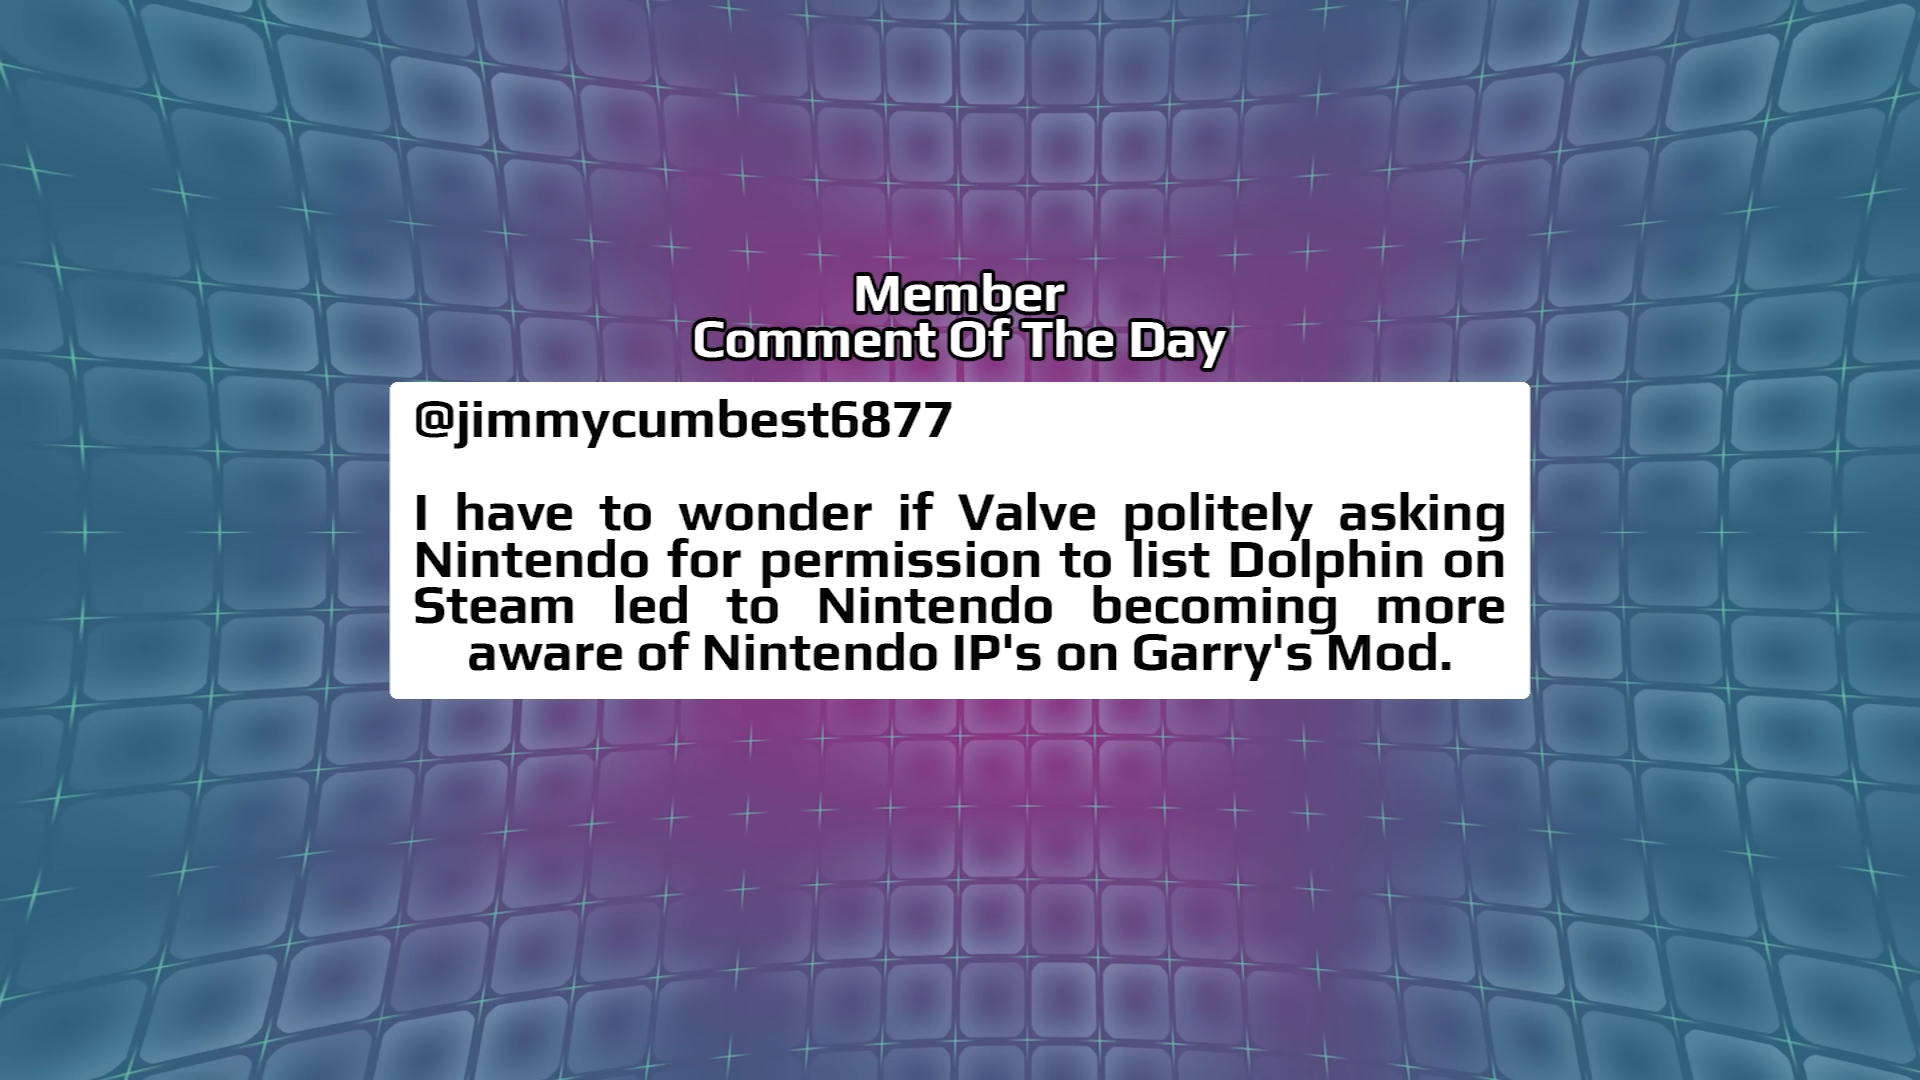 Member
Comment Of The Day
@jimmycumbest6877
I have to wonder if Valve politely asking
Nintendo for permission to list Dolphin on
Steam led to Nintendo becoming more
aware of Nintendo IP's on Garry's Mod.